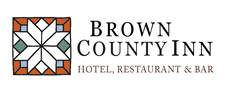 BROWN
COUNTY INN
HOTEL, RESTAURANT & BAR